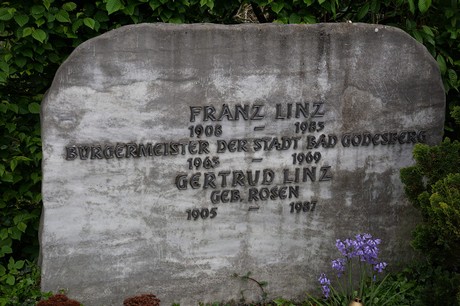 FRANZ LINZ
1908 – 1985
BÜRGERMEISTER DER STADT BAD GODESBERG
1963 – 1969
GERTRUD LINZ
GEB. ROSEN
1905 – 1987